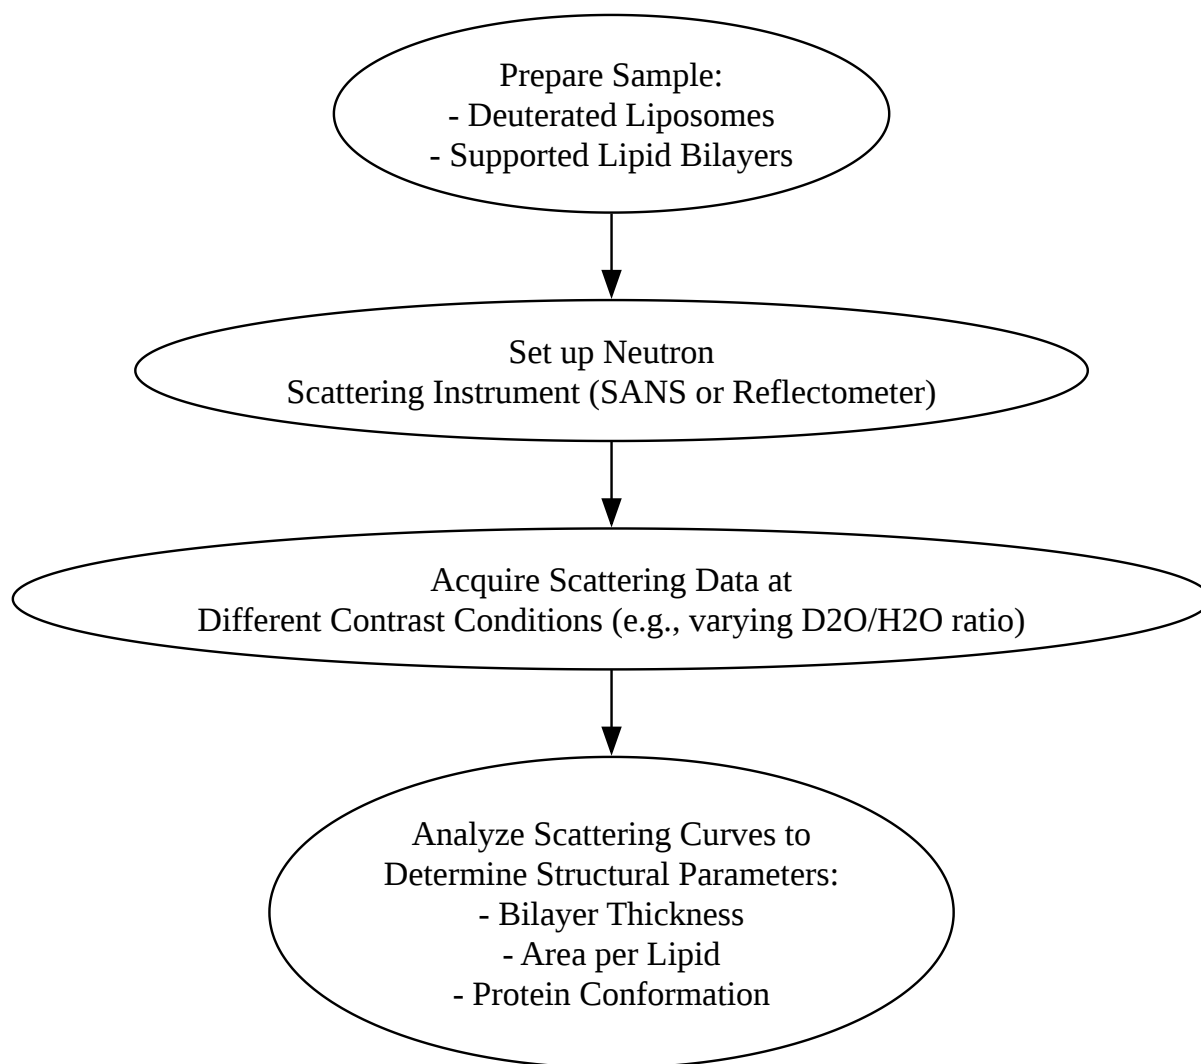 Prepare Sample:
- Deuterated Liposomes
- Supported Lipid Bilayers
Set up Neutron
Scattering Instrument (SANS or Reflectometer)
Acquire Scattering Data at
Different Contrast Conditions (e.g., varying D2O/H2O ratio)
Analyze Scattering Curves to
Determine Structural Parameters:
- Bilayer Thickness
- Area per Lipid
- Protein Conformation